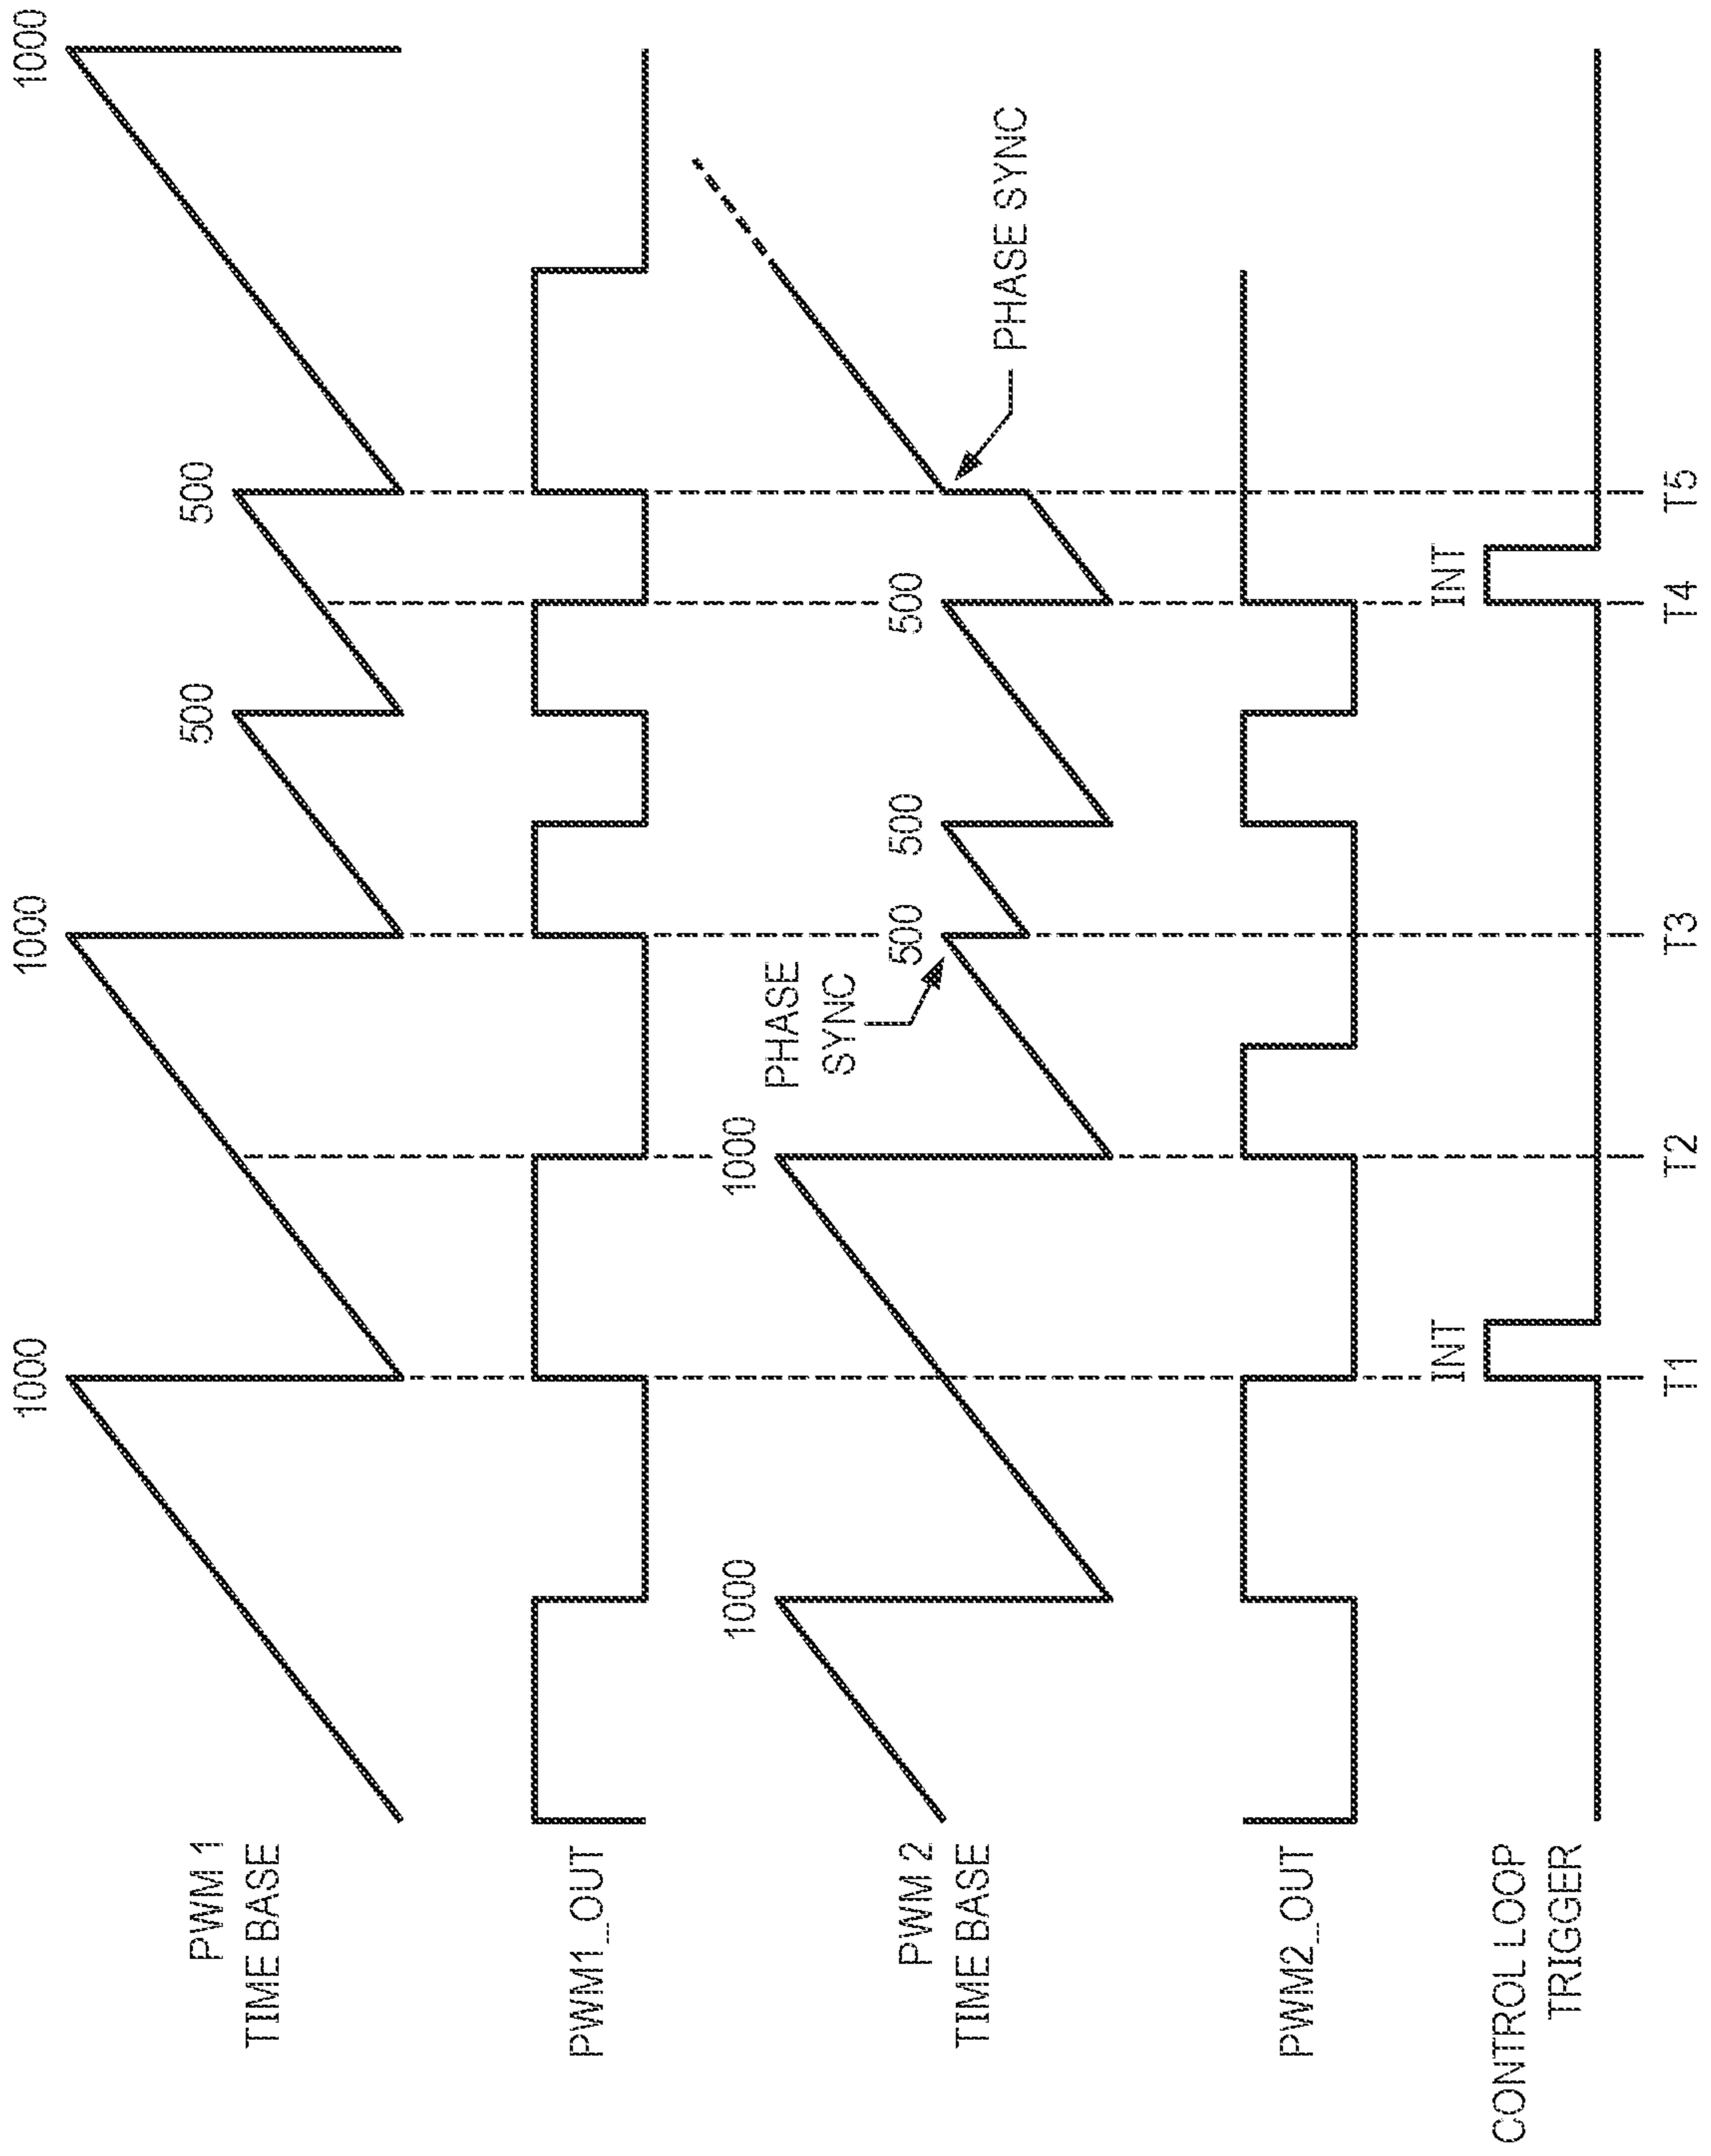 PWM 1
TIME BASE
1000
1000
500
500
1000
PWM1_OUT
PWM 2
TIME BASE
1000
1000
PHASE
SYNC
500
500
500
PHASE SYNC
PWM2_OUT
CONTROL LOOP
TRIGGER
INT
INT
T1
T2
T3
T4
T5